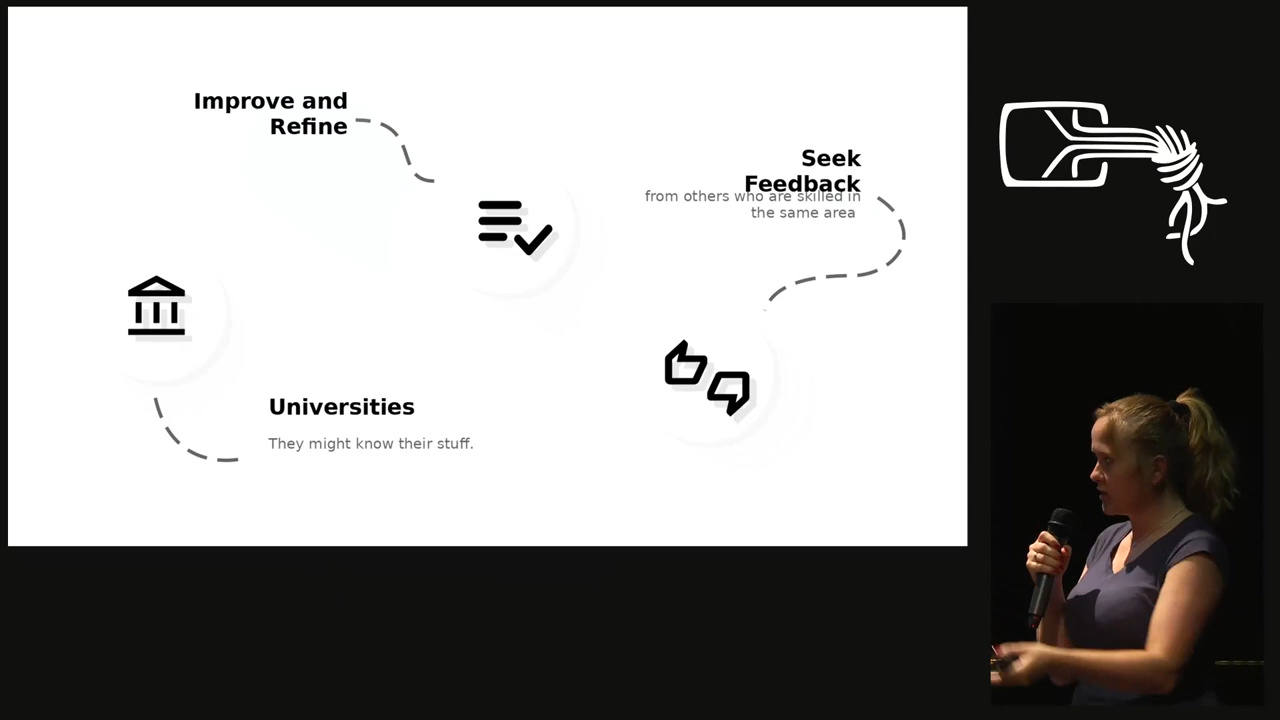 Improve and
Refine
Seek
Feedback
from others who are skilled in
the same area
Universities
They might know their stuff.